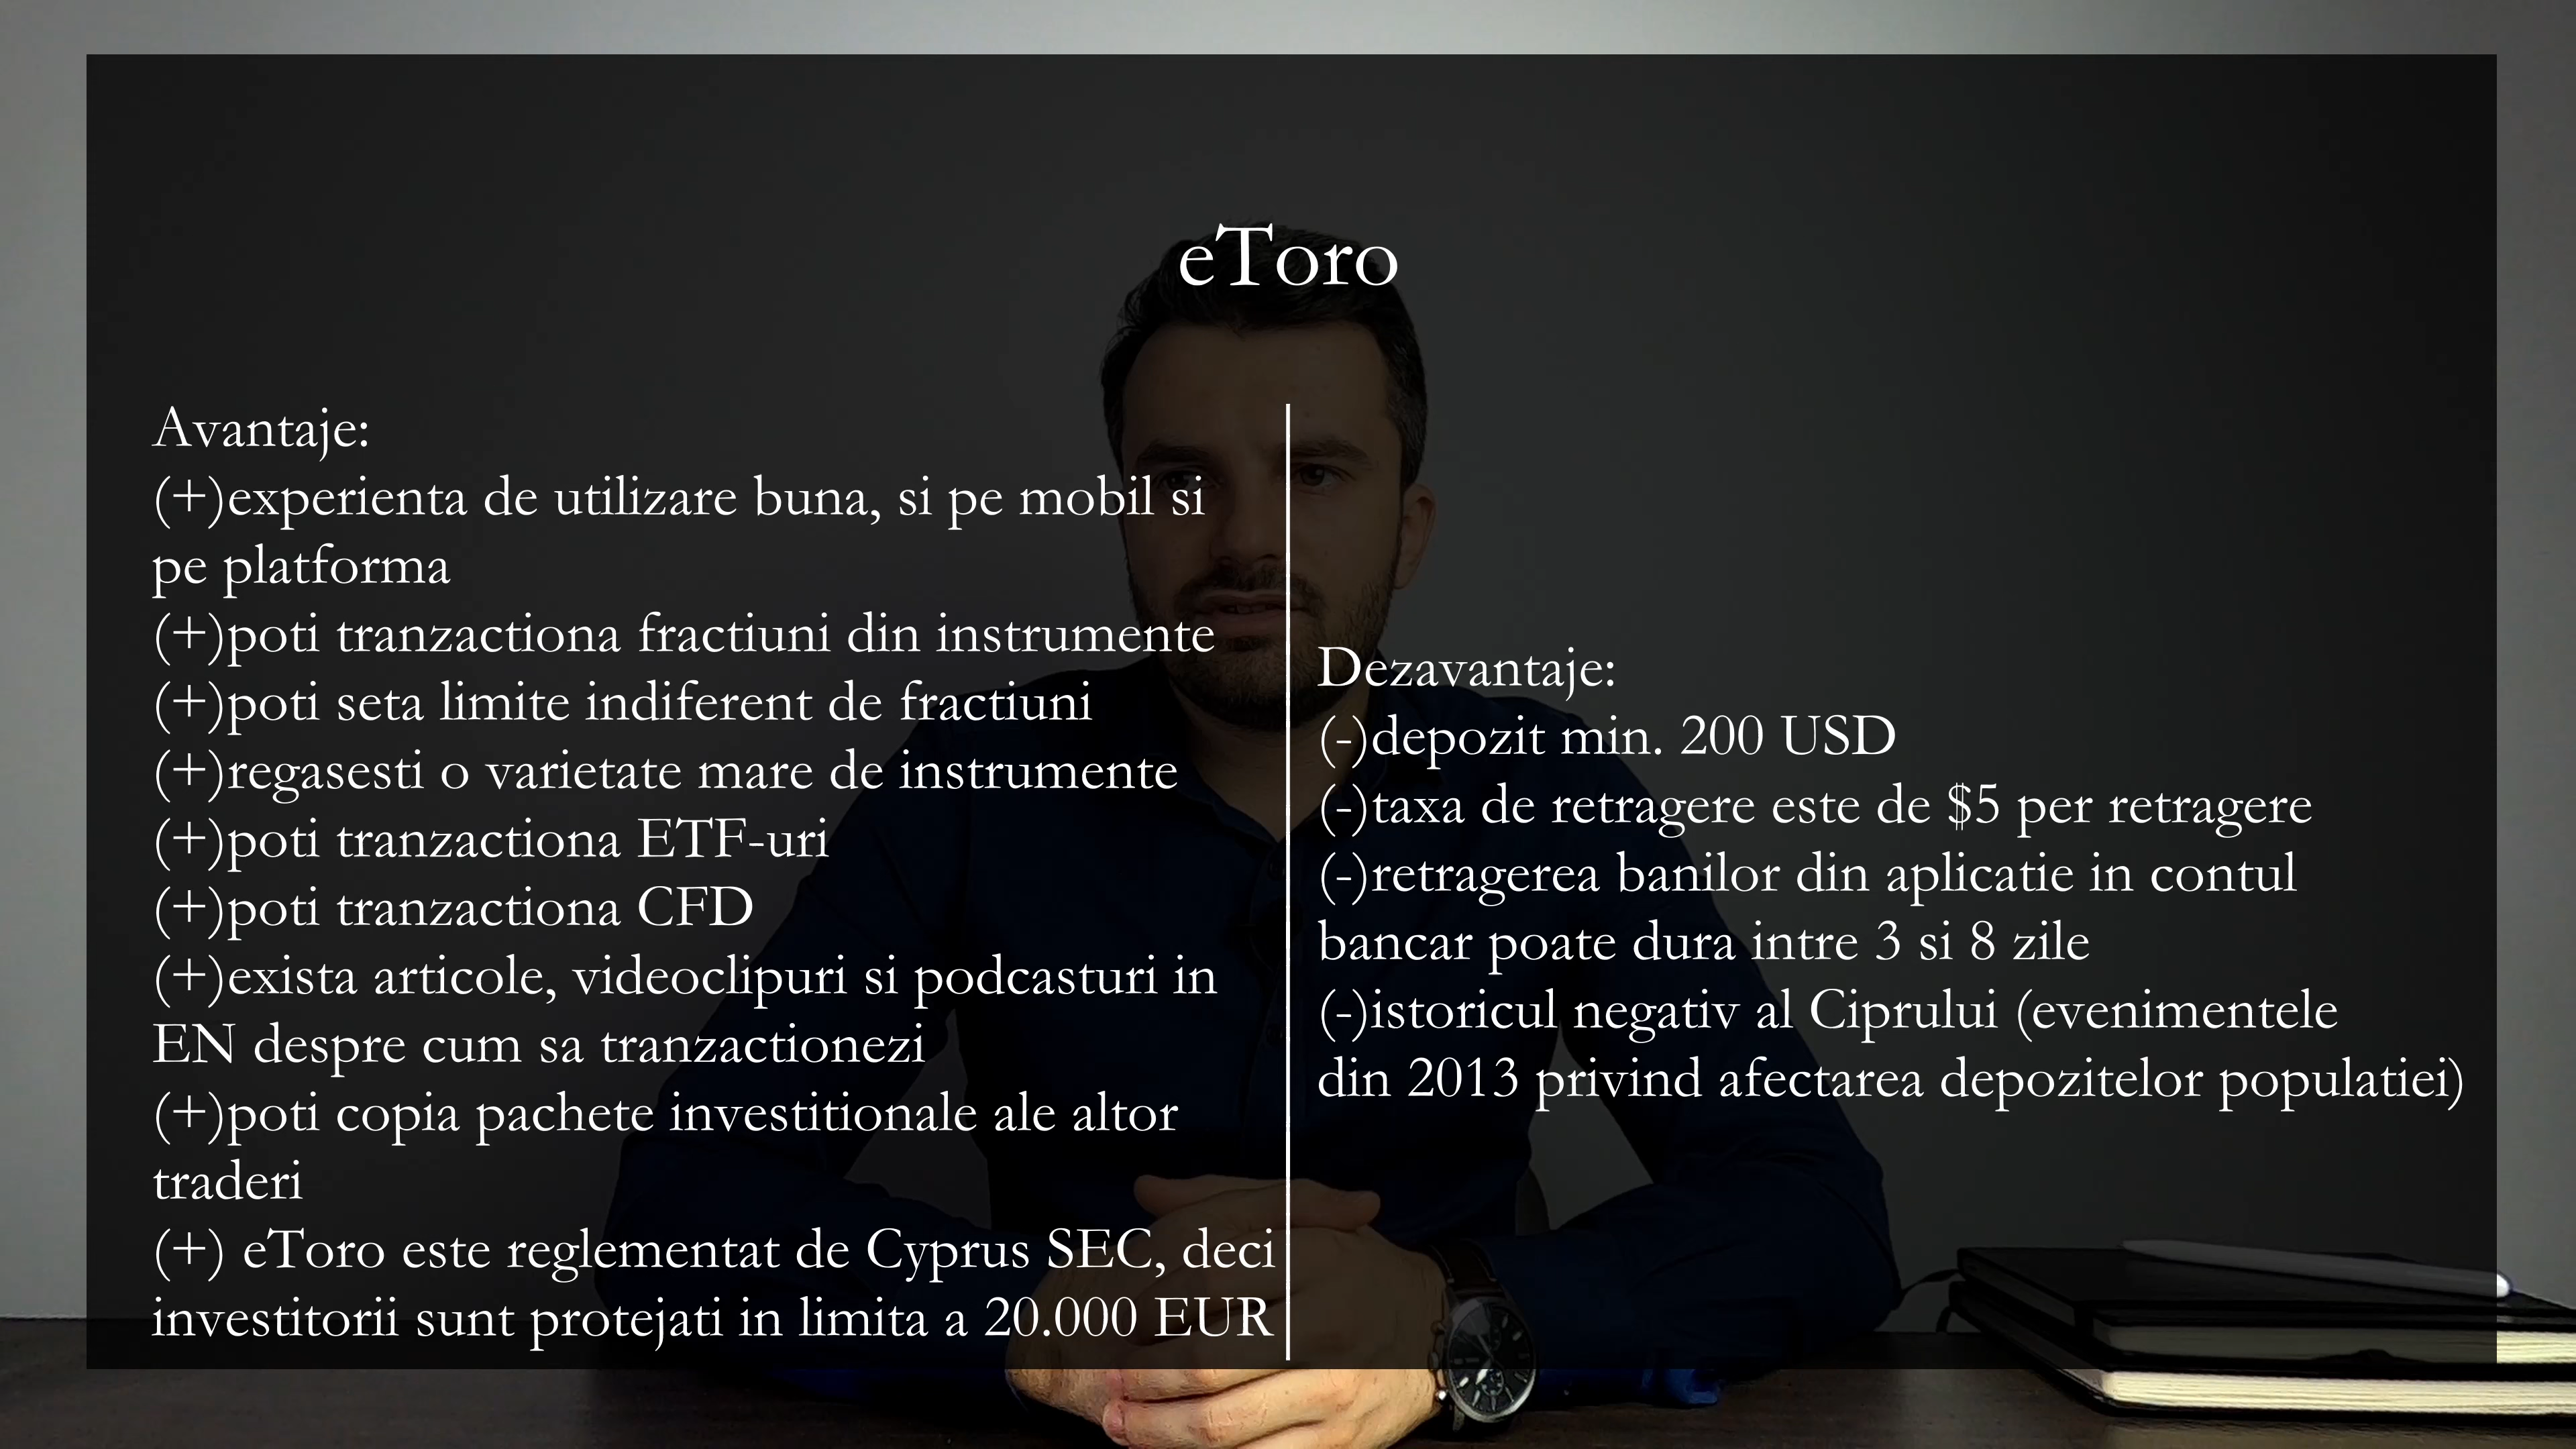 eToro
Avantaje:
(+)experienta de utilizare buna, si pe mobil si
pe platforma
(+)poti tranzactiona fractiuni din instrumente
(+)poti seta limite indiferent de fractiuni
(+)regasesti o varietate mare de instrumente
(+)poti tranzactiona ETF-uri
(+)poti tranzactiona CFD
(+)exista articole, videoclipuri si podcasturi in
EN despre cum sa tranzactionezi
(+)poti copia pachete investitionale ale altor
traderi
(+) eToro este reglementat de Cyprus SEC, deci
investitorii sunt protejati in limita a 20.000 EUR
Dezavantaje:
(-)depozit min. 200 USD
(-)taxa de retragere este de $5 per retragere
(-)retragerea banilor din aplicatie in contul
bancar poate dura intre 3 si 8 zile
(-)istoricul negativ al Ciprului (evenimentele
din 2013 privind afectarea depozitelor populatiei)